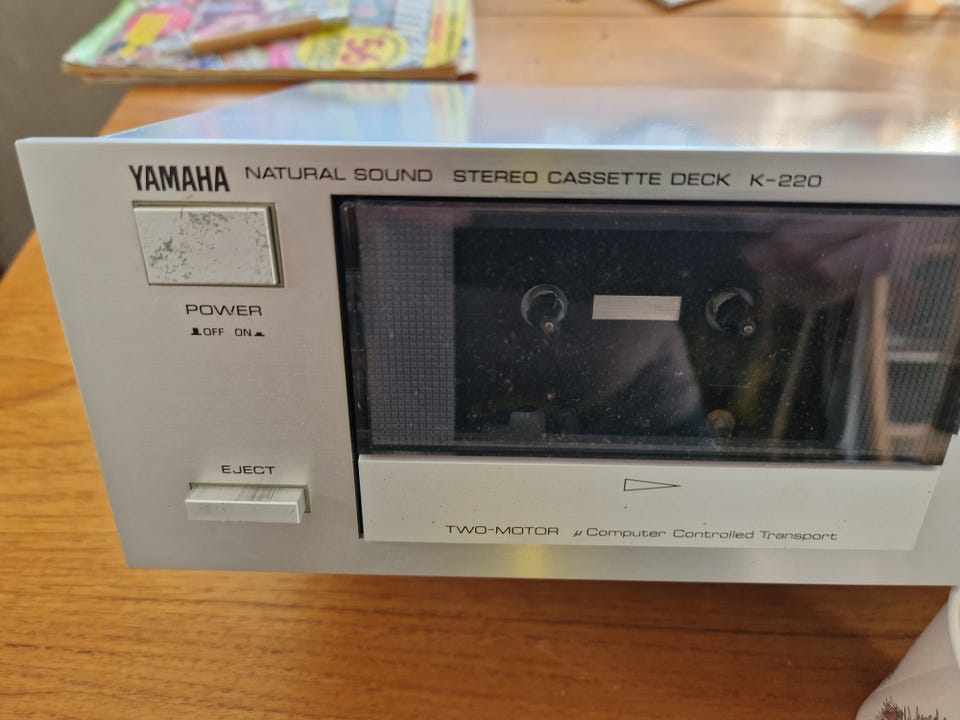 YAMAHA NATURAL SOUND STEREO CASSETTE DECK K-220
POWER
OFF ON
EJECT
TWO-MOTOR µ Computer Controlled Transport